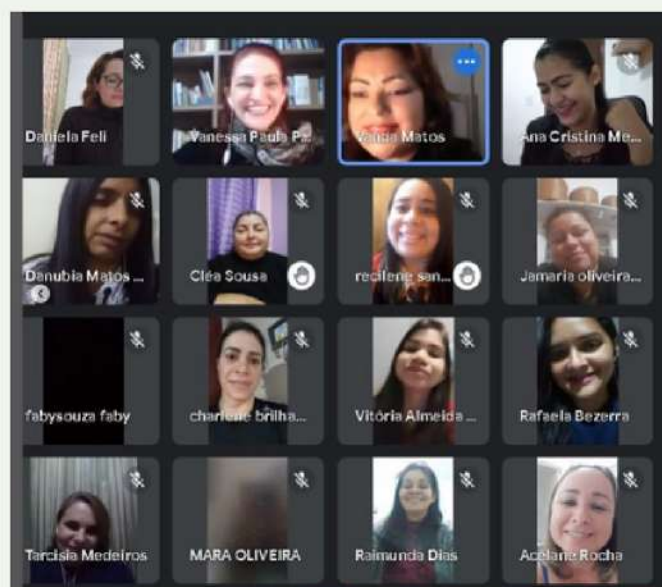 Daniela Feli
Vanessa Paula P...
Vanda Matos
Ana Cristina Me...
Danubia Matos ...
Cléa Sousa
recilene san...
Jamaria oliveira...
fabysouza faby
charlene brilha...
Vitória Almeida ...
Rafaela Bezerra
Tarcisia Medeiros
MARA OLIVEIRA
Raimunda Dias
Acelane Rocha